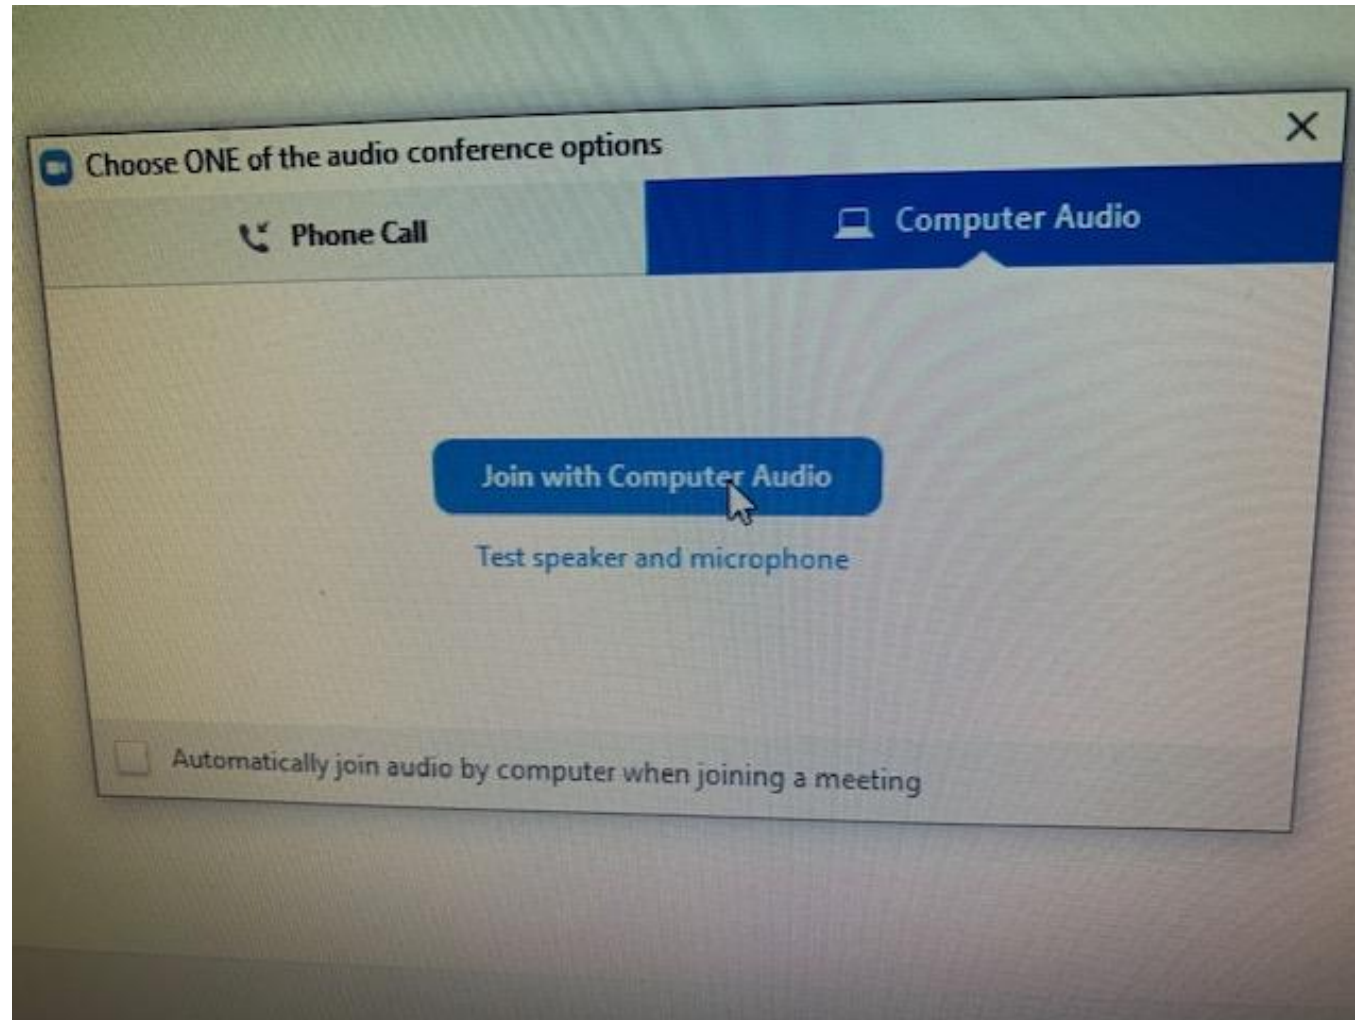 Choose ONE of the audio conference options
Phone Call
Computer Audio
Join with Computer Audio
Test speaker and microphone
Automatically join audio by computer when joining a meeting